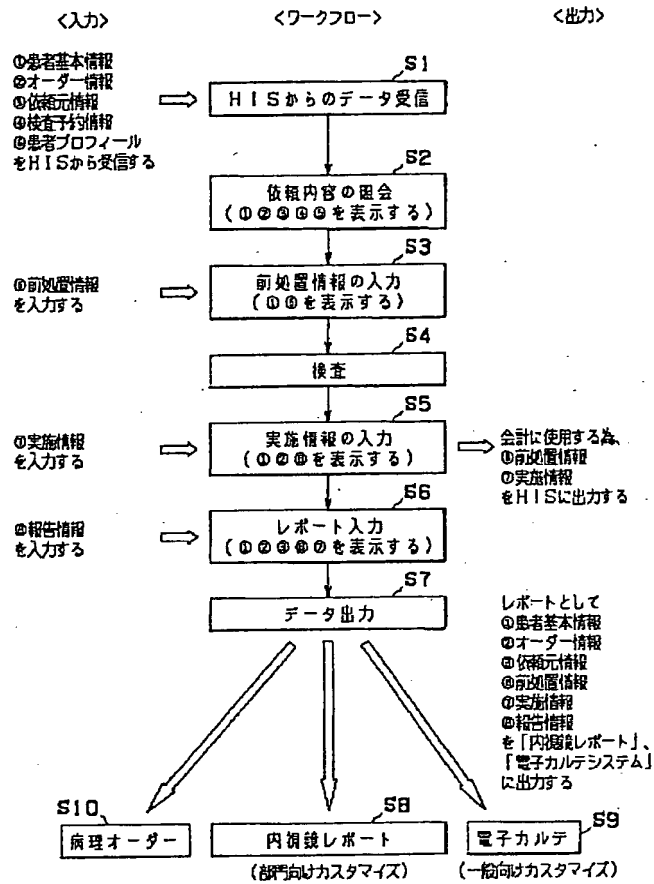 <入力>
<ワークフロー>
<出力>
①患者基本情報
②オーダー情報
③依頼元情報
④検査予約情報
⑤患者プロフィール
をHISから受信する
S1
HISからのデータ受信
S2
依頼内容の照会
(①②③④⑤を表示する)
⑥前処置情報
を入力する
S3
前処置情報の入力
(①⑤を表示する)
S4
検査
⑦実施情報
を入力する
S5
実施情報の入力
(①②を表示する)
会計に使用する為、
⑥前処置情報
⑦実施情報
をHISに出力する
⑧報告情報
を入力する
S6
レポート入力
(①②③⑥⑦を表示する)
S7
データ出力
レポートとして
①患者基本情報
②オーダー情報
③依頼元情報
⑥前処置情報
⑦実施情報
⑧報告情報
を「内視鏡レポート」、
「電子カルテシステム」
に出力する
S10
病理オーダー
S8
内視鏡レポート
(部門向けカスタマイズ)
S9
電子カルテ
(一般向けカスタマイズ)